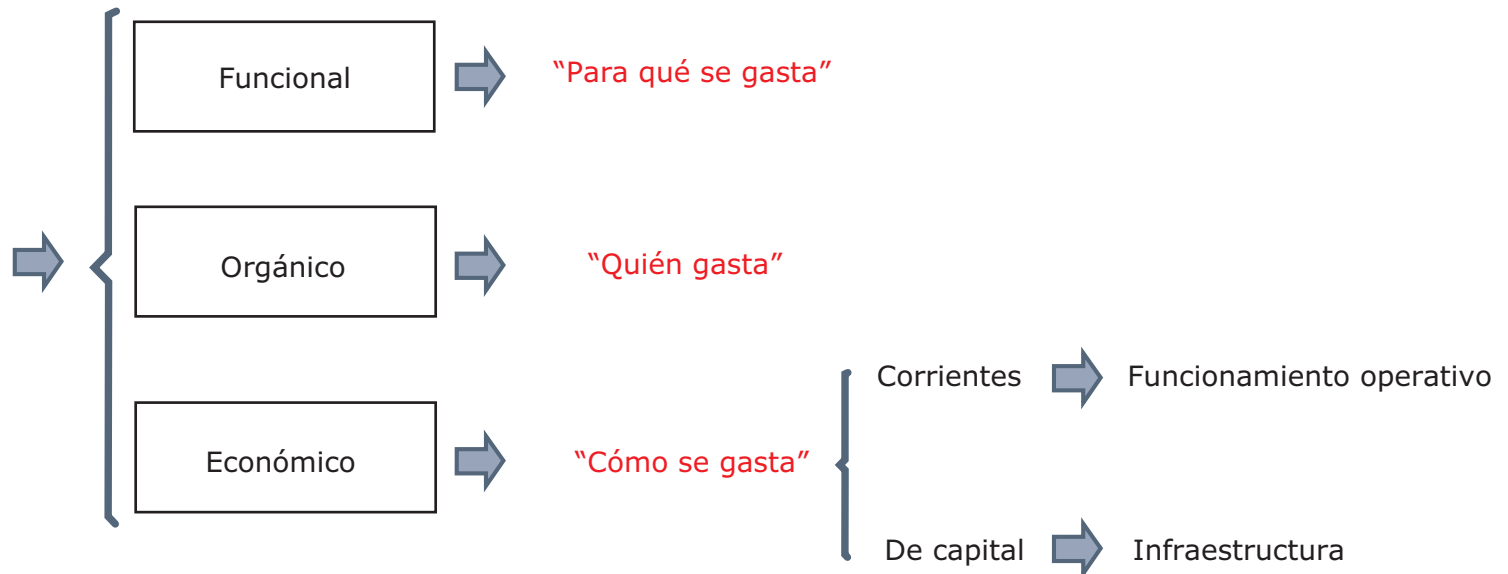 Funcional
“Para qué se gasta”
Orgánico
“Quién gasta”
Corrientes
Funcionamiento operativo
Económico
“Cómo se gasta”
De capital
Infraestructura